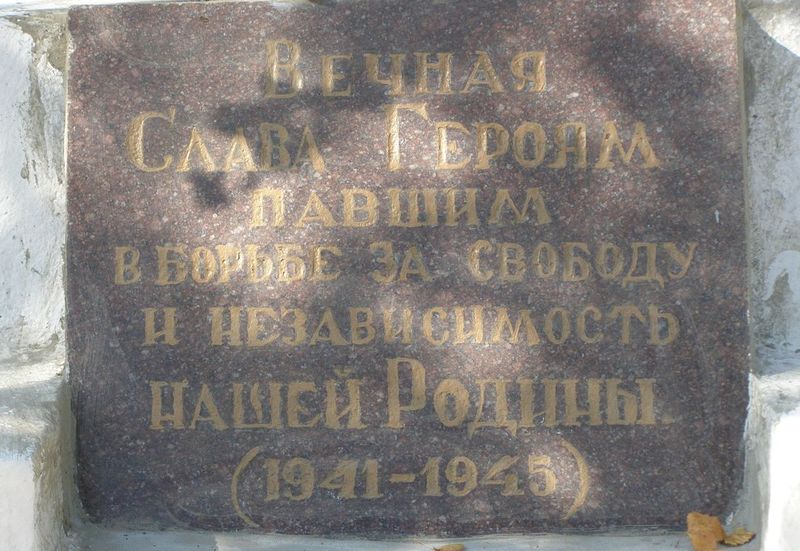 Вечная
Слава Героям
павшим
в борьбе за свободу
и независимость
нашей Родины
(1941-1945)